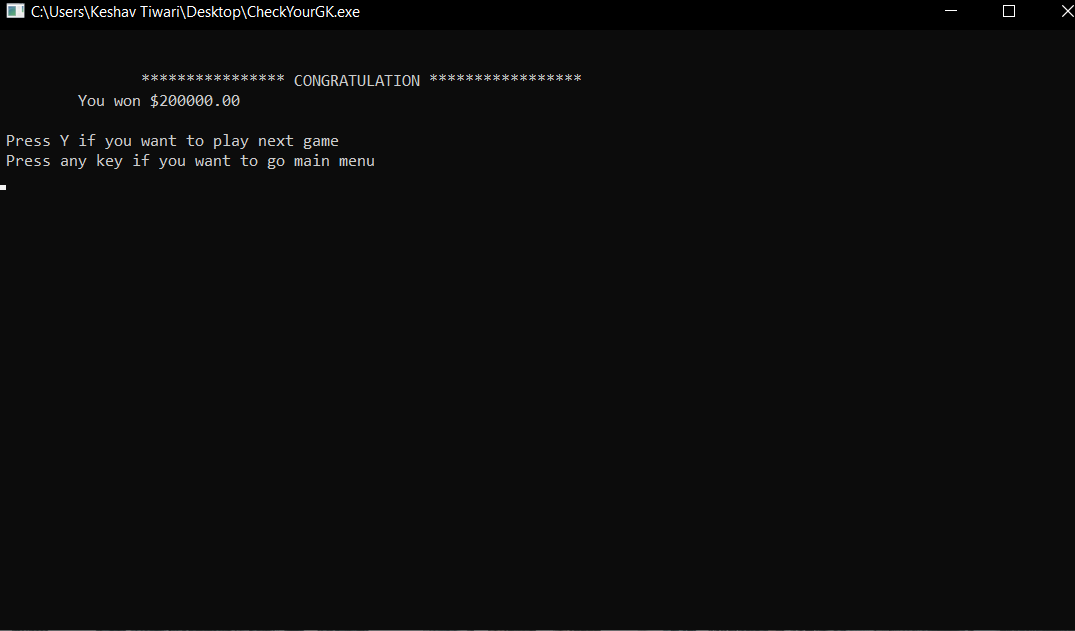 C:\Users\Keshav Tiwari\Desktop\CheckYourGK.exe
**************** CONGRATULATION *****************
You won $200000.00
Press Y if you want to play next game
Press any key if you want to go main menu